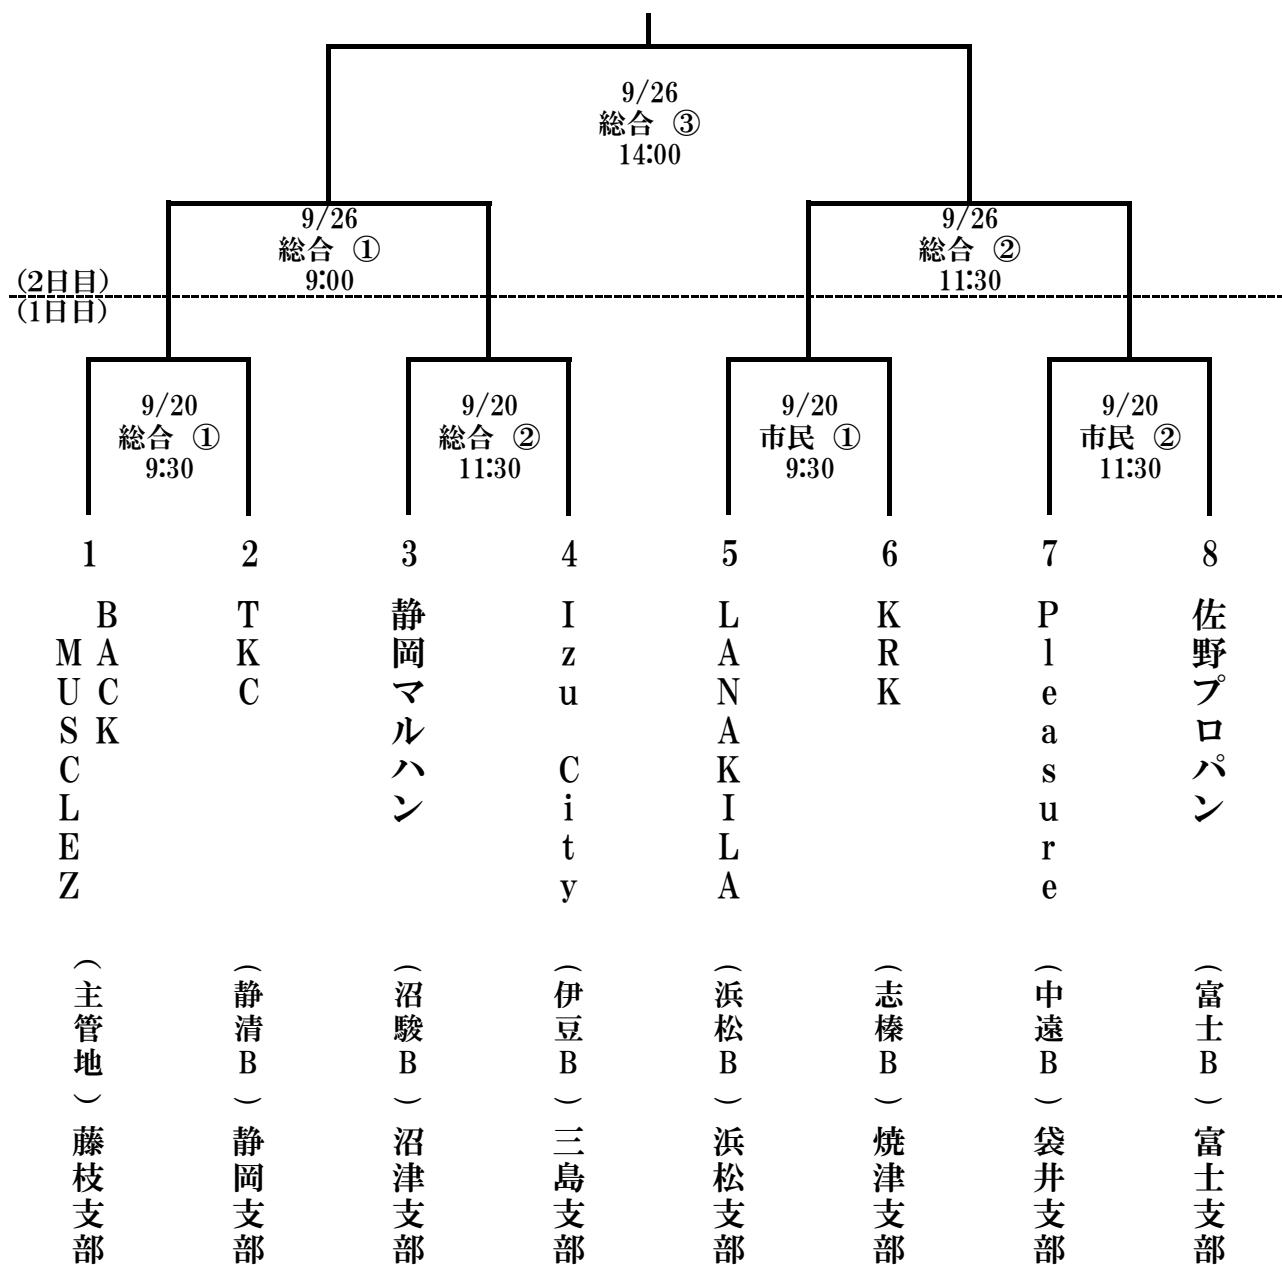 9/26
総合 ③
14:00
9/26
総合 ①
9:00
9/26
総合 ②
11:30
(2日目)
(1日目)
9/20
総合 ①
9:30
9/20
総合 ②
11:30
9/20
市民 ①
9:30
9/20
市民 ②
11:30
1
BACK
MUSCLEZ
(主管地)藤枝支部
2
TKC
(静清B)静岡支部
3
静岡マルハン
(沼駿B)沼津支部
4
Izu City
(伊豆B)三島支部
5
LANAKILA
(浜松B)浜松支部
6
KRK
(志榛B)焼津支部
7
Pleasure
(中遠B)袋井支部
8
佐野プロパン
(富士B)富士支部